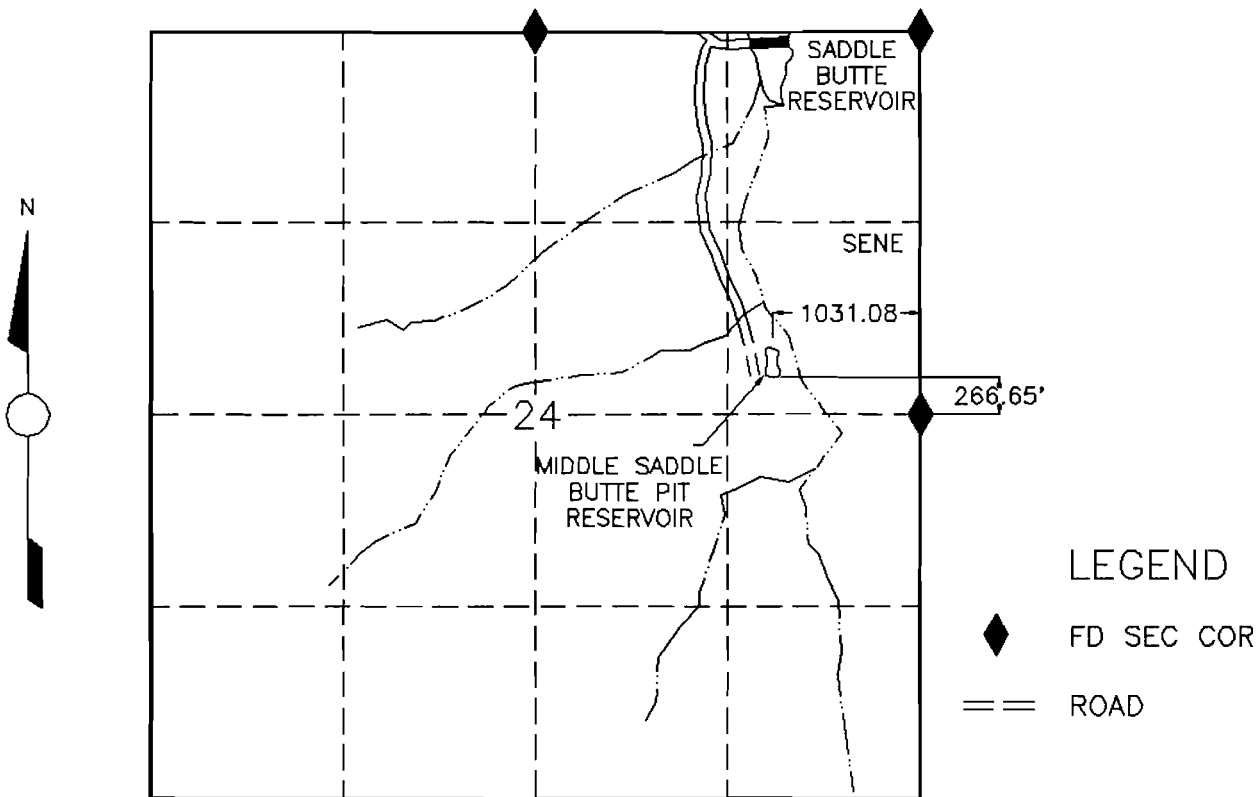 SADDLE
BUTTE
RESERVOIR
N
SENE
1031.08
266.65'
24
MIDDLE SADDLE
BUTTE PIT
RESERVOIR
LEGEND
FD SEC COR
ROAD